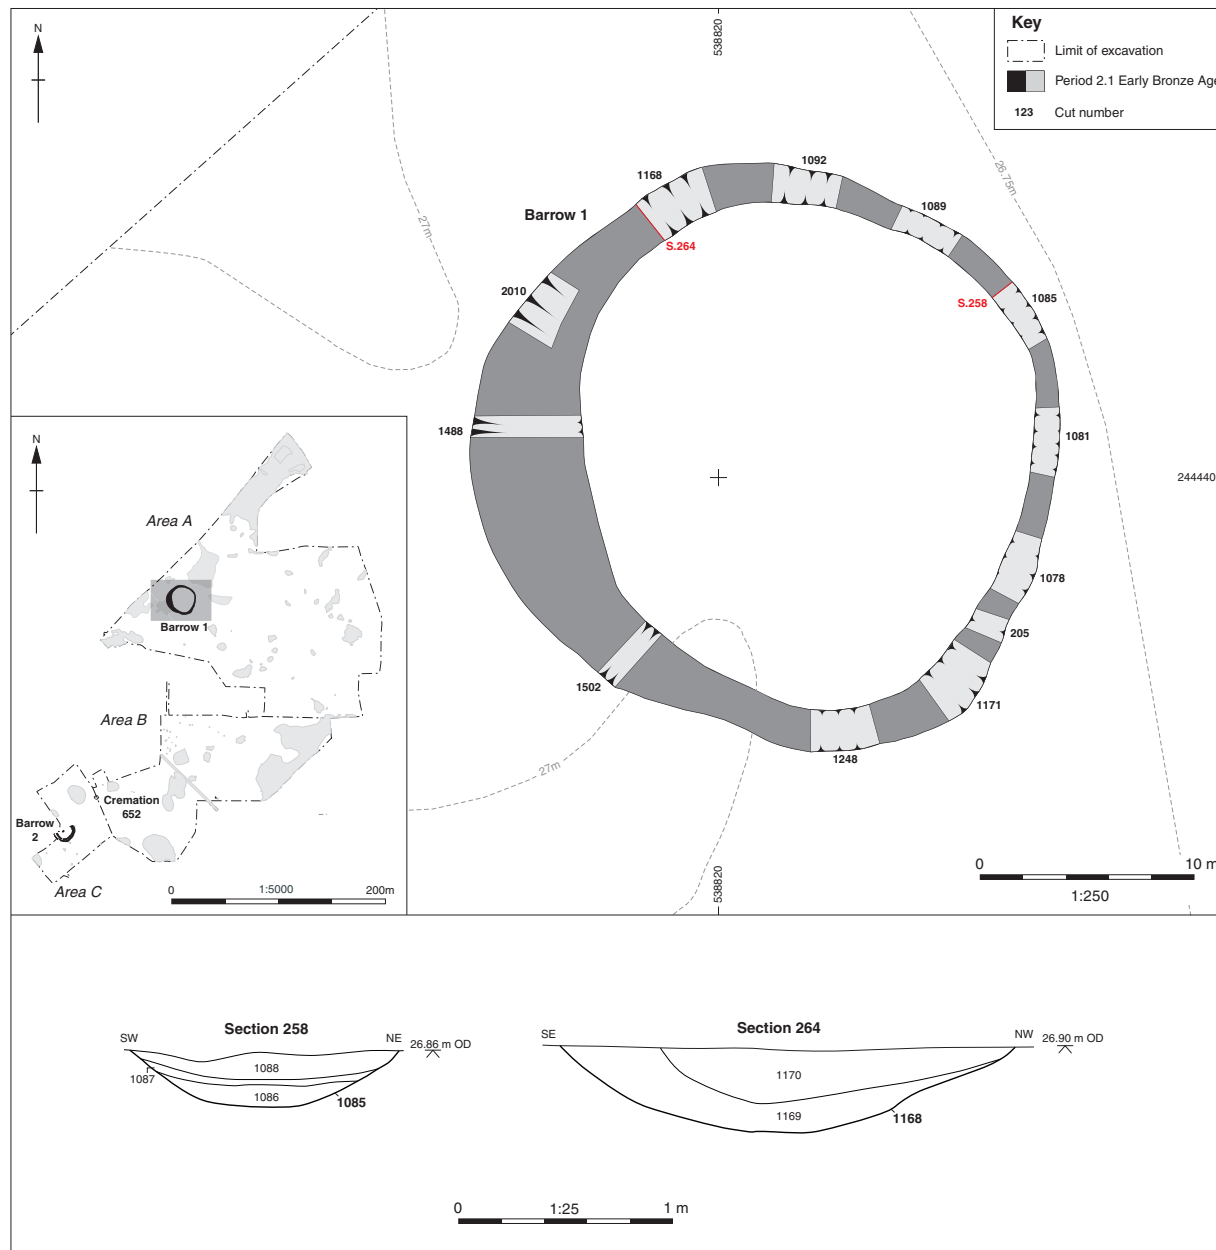 N
538820
Key
Limit of excavation
Period 2.1 Early Bronze Age
123 Cut number
1092
1168
1089
26.75m
Barrow 1
27m
S.264
2010
S.258
1085
1488
1081
244440
N
Area A
Barrow 1
Area B
Cremation
652
Barrow
2
Area C
0 1:5000 200m
1078
205
1502
1171
1248
27m
538820
0 10 m
1:250
Section 258
SW NE 26.86 m OD
1088
1087
1086
1085
Section 264
SE NW 26.90 m OD
1170
1169
1168
0 1:25 1 m